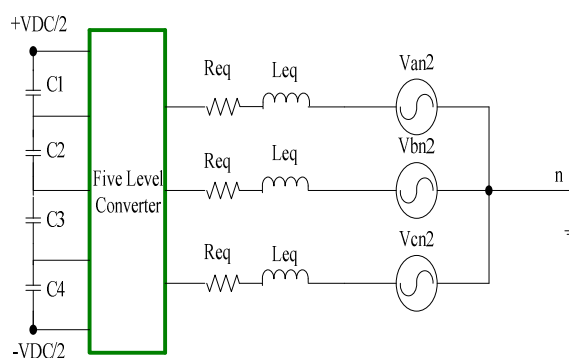 +VDC/2
C1
C2
C3
C4
-VDC/2
Five Level
Converter
Req
Leq
Van2
Req
Leq
Vbn2
Req
Leq
Vcn2
n